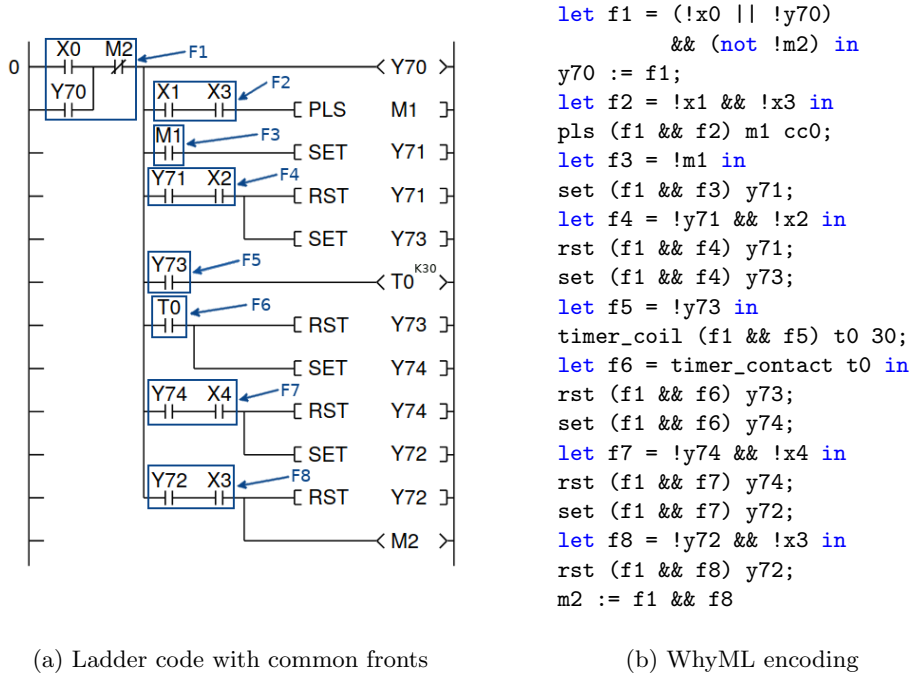 X0 M2 F1
0 Y70
Y70
X1 X3 F2
PLS M1
M1 F3
SET Y71
Y71 X2 F4
RST Y71
SET Y73
Y73 F5
T0 K30
T0 F6
RST Y73
SET Y74
Y74 X4 F7
RST Y74
SET Y72
Y72 X3 F8
RST Y72
M2
(a) Ladder code with common fronts
let f1 = (!x0 || !y70)
&& (not !m2) in
y70 := f1;
let f2 = !x1 && !x3 in
pls (f1 && f2) m1 cc0;
let f3 = !m1 in
set (f1 && f3) y71;
let f4 = !y71 && !x2 in
rst (f1 && f4) y71;
set (f1 && f4) y73;
let f5 = !y73 in
timer_coil (f1 && f5) t0 30;
let f6 = timer_contact t0 in
rst (f1 && f6) y73;
set (f1 && f6) y74;
let f7 = !y74 && !x4 in
rst (f1 && f7) y74;
set (f1 && f7) y72;
let f8 = !y72 && !x3 in
rst (f1 && f8) y72;
m2 := f1 && f8
(b) WhyML encoding